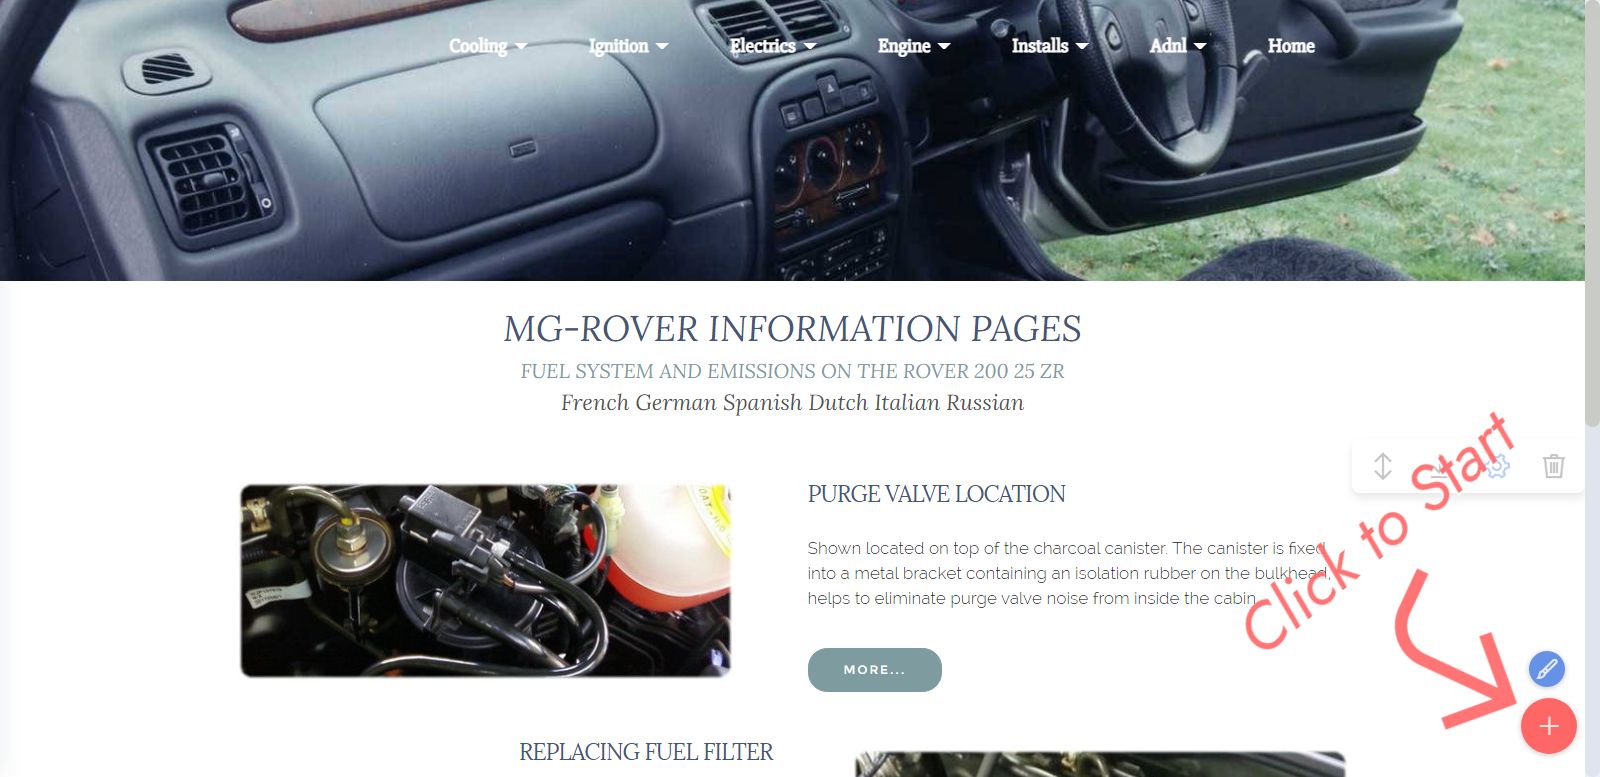 Cooling Ignition Electrics Engine Installs Adnl Home
MG-ROVER INFORMATION PAGES
FUEL SYSTEM AND EMISSIONS ON THE ROVER 200 25 ZR
French German Spanish Dutch Italian Russian
PURGE VALVE LOCATION
Shown located on top of the charcoal canister. The canister is fixed
into a metal bracket containing an isolation rubber on the bulkhead,
helps to eliminate purge valve noise from inside the cabin.
MORE...
Click to Start
REPLACING FUEL FILTER